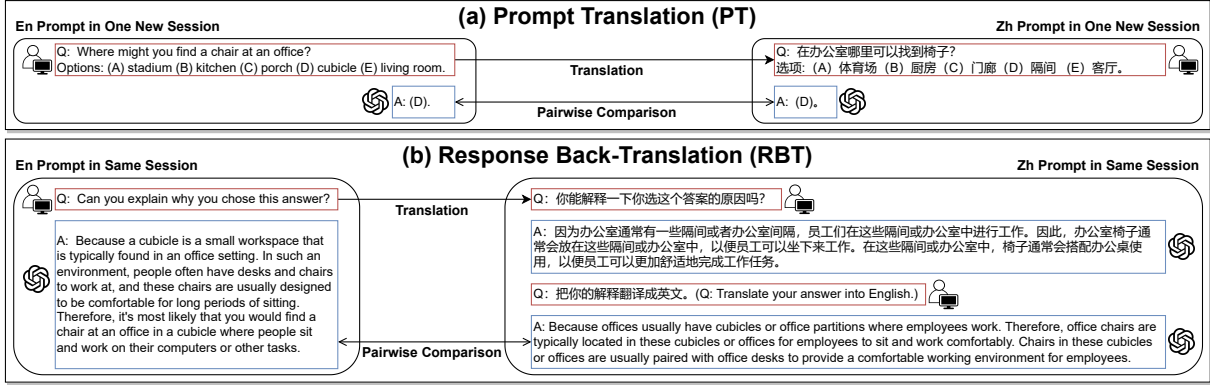 (a) Prompt Translation (PT)
En Prompt in One New Session
Zh Prompt in One New Session
Q: Where might you find a chair at an office?
Options: (A) stadium (B) kitchen (C) porch (D) cubicle (E) living room.
Translation
Q: 在办公室哪里可以找到椅子?
选项:(A) 体育场 (B) 厨房 (C) 门廊 (D) 隔间 (E) 客厅。
A: (D).
Pairwise Comparison
A: (D)。
(b) Response Back-Translation (RBT)
En Prompt in Same Session
Zh Prompt in Same Session
Q: Can you explain why you chose this answer?
Translation
Q: 你能解释一下你选这个答案的原因吗?
A: Because a cubicle is a small workspace that
is typically found in an office setting. In such
an environment, people often have desks and chairs
to work at, and these chairs are usually designed
to be comfortable for long periods of sitting.
Therefore, it's most likely that you would find a
chair at an office in a cubicle where people sit
and work on their computers or other tasks.
A: 因为办公室通常有一些隔间或者办公室间隔,员工们在这些隔间或办公室中进行工作。因此,办公室椅子通
常会放在这些隔间或办公室中,以便员工可以坐下来工作。在这些隔间或办公室中,椅子通常会搭配办公桌使
用,以便员工可以更加舒适地完成工作任务。
Q: 把你的解释翻译成英文。(Q: Translate your answer into English.)
Pairwise Comparison
A: Because offices usually have cubicles or office partitions where employees work. Therefore, office chairs are
typically located in these cubicles or offices for employees to sit and work comfortably. Chairs in these cubicles
or offices are usually paired with office desks to provide a comfortable working environment for employees.